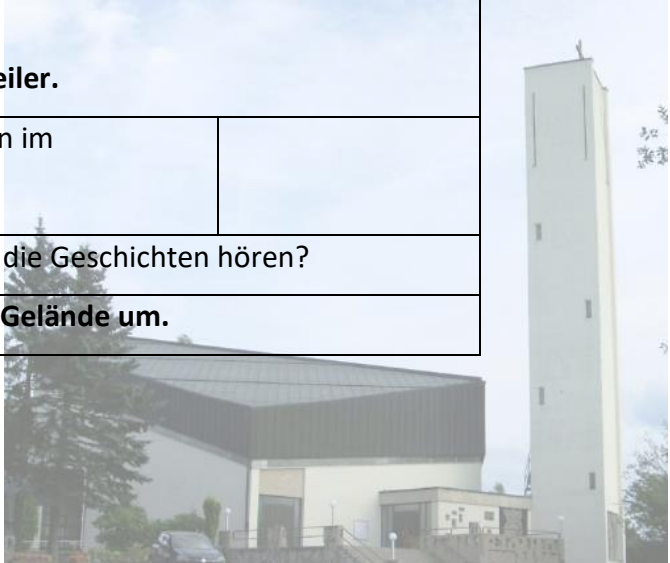 eiler.
n im
die Geschichten hören?
Gelände um.